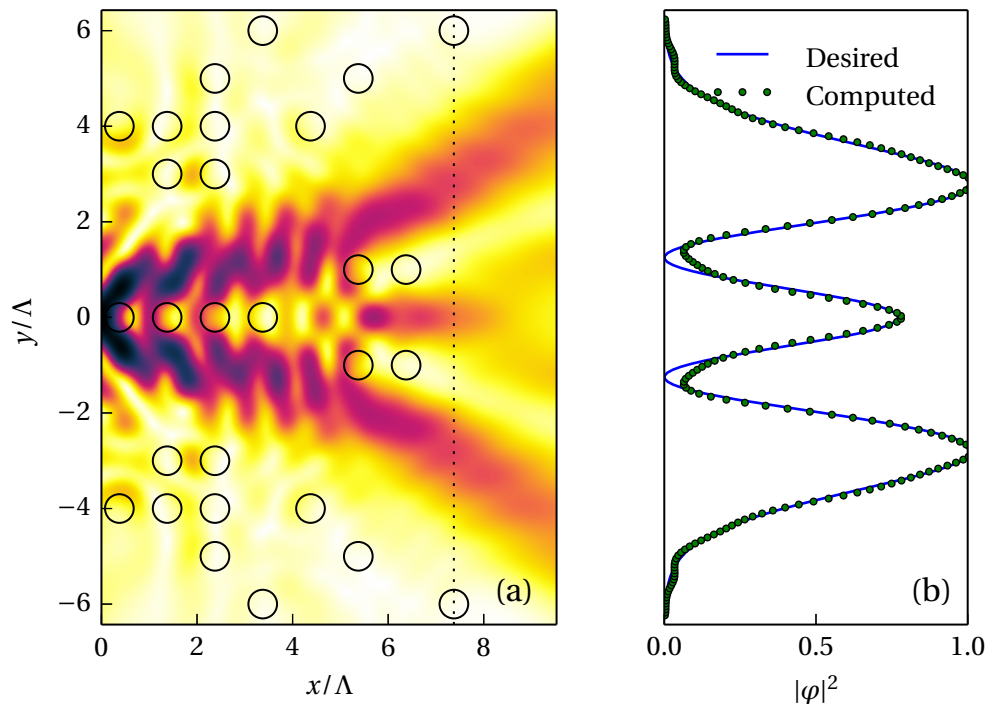 6
4
2
0
−2
−4
−6
y/Λ
0
2
4
6
8
x/Λ
(a)
Desired
Computed
(b)
0.0
0.5
1.0
|φ|²